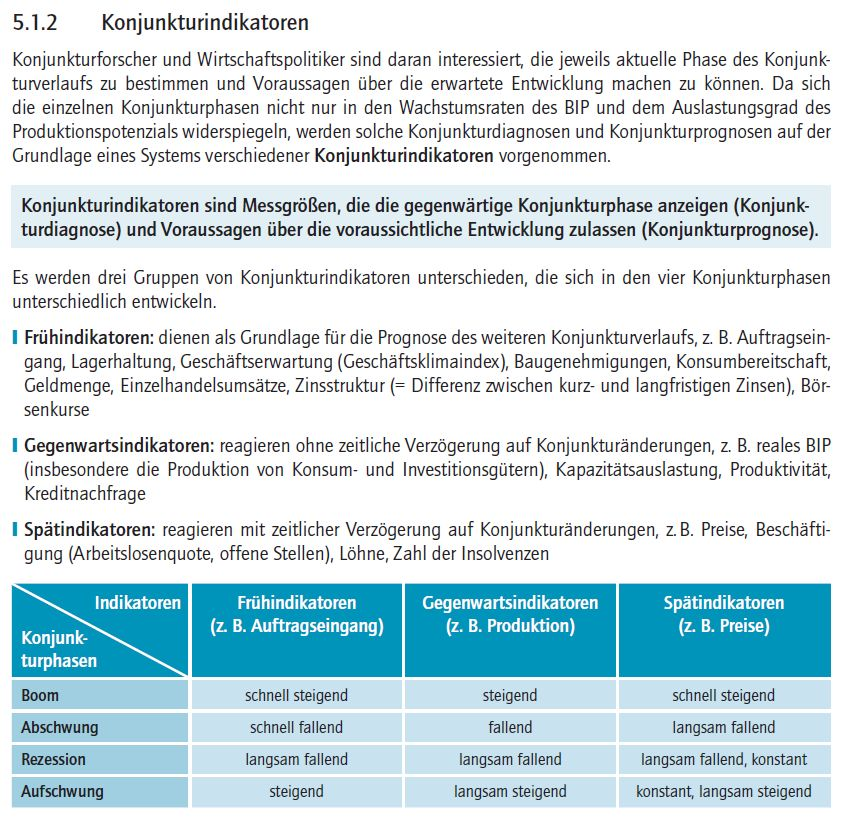 5.1.2 Konjunkturindikatoren
Konjunkturforscher und Wirtschaftspolitiker sind daran interessiert, die jeweils aktuelle Phase des Konjunk-
turverlaufs zu bestimmen und Voraussagen über die erwartete Entwicklung machen zu können. Da sich
die einzelnen Konjunkturphasen nicht nur in den Wachstumsraten des BIP und dem Auslastungsgrad des
Produktionspotenzials widerspiegeln, werden solche Konjunkturdiagnosen und Konjunkturprognosen auf der
Grundlage eines Systems verschiedener Konjunkturindikatoren vorgenommen.
Konjunkturindikatoren sind Messgrößen, die die gegenwärtige Konjunkturphase anzeigen (Konjunk-
turdiagnose) und Voraussagen über die voraussichtliche Entwicklung zulassen (Konjunkturprognose).
Es werden drei Gruppen von Konjunkturindikatoren unterschieden, die sich in den vier Konjunkturphasen
unterschiedlich entwickeln.
Frühindikatoren: dienen als Grundlage für die Prognose des weiteren Konjunkturverlaufs, z. B. Auftragsein-
gang, Lagerhaltung, Geschäftserwartung (Geschäftsklimaindex), Baugenehmigungen, Konsumbereitschaft,
Geldmenge, Einzelhandelsumsätze, Zinsstruktur (= Differenz zwischen kurz- und langfristigen Zinsen), Bör-
senkurse
Gegenwartsindikatoren: reagieren ohne zeitliche Verzögerung auf Konjunkturänderungen, z. B. reales BIP
(insbesondere die Produktion von Konsum- und Investitionsgütern), Kapazitätsauslastung, Produktivität,
Kreditnachfrage
Spätindikatoren: reagieren mit zeitlicher Verzögerung auf Konjunkturänderungen, z. B. Preise, Beschäfti-
gung (Arbeitslosenquote, offene Stellen), Löhne, Zahl der Insolvenzen
Indikatoren
Konjunk-
turphasen
Frühindikatoren
(z. B. Auftragseingang)
Gegenwartsindikatoren
(z. B. Produktion)
Spätindikatoren
(z. B. Preise)
Boom schnell steigend steigend schnell steigend
Abschwung schnell fallend fallend langsam fallend
Rezession langsam fallend langsam fallend langsam fallend, konstant
Aufschwung steigend langsam steigend konstant, langsam steigend